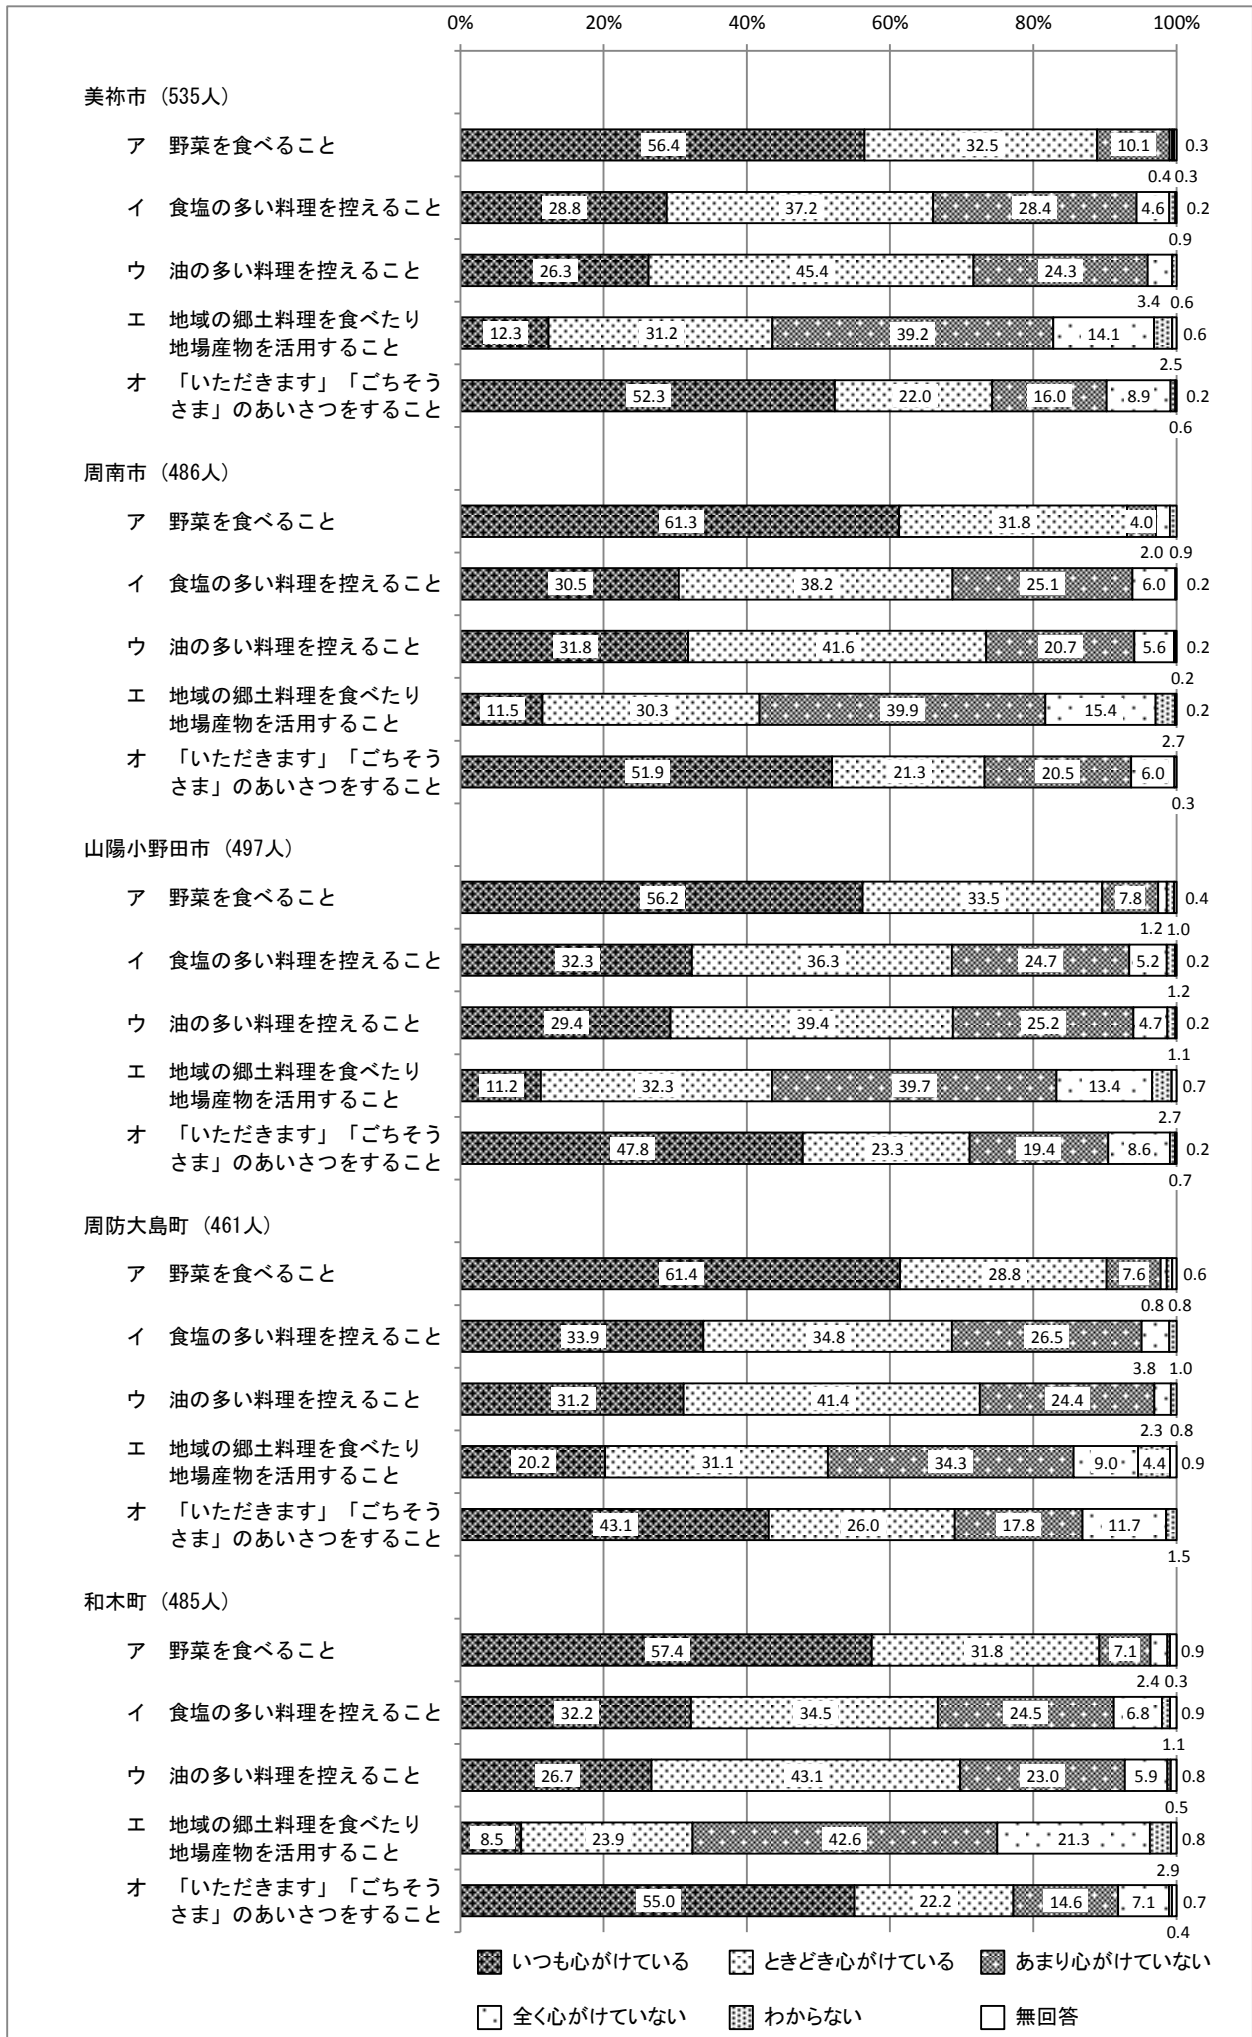 0% 20% 40% 60% 80% 100%
美祢市 (535人)
ア 野菜を食べること 56.4 32.5 10.1 0.3
0.4 0.3
イ 食塩の多い料理を控えること 28.8 37.2 28.4 4.6 0.2
0.9
ウ 油の多い料理を控えること 26.3 45.4 24.3
3.4 0.6
エ 地域の郷土料理を食べたり
地場産物を活用すること 12.3 31.2 39.2 14.1 0.6
2.5
オ 「いただきます」「ごちそう
さま」のあいさつをすること 52.3 22.0 16.0 8.9 0.2
0.6
周南市 (486人)
ア 野菜を食べること 61.3 31.8 4.0
2.0 0.9
イ 食塩の多い料理を控えること 30.5 38.2 25.1 6.0 0.2
ウ 油の多い料理を控えること 31.8 41.6 20.7 5.6 0.2
0.2
エ 地域の郷土料理を食べたり
地場産物を活用すること 11.5 30.3 39.9 15.4 0.2
2.7
オ 「いただきます」「ごちそう
さま」のあいさつをすること 51.9 21.3 20.5 6.0
0.3
山陽小野田市 (497人)
ア 野菜を食べること 56.2 33.5 7.8 0.4
1.2 1.0
イ 食塩の多い料理を控えること 32.3 36.3 24.7 5.2 0.2
1.2
ウ 油の多い料理を控えること 29.4 39.4 25.2 4.7 0.2
1.1
エ 地域の郷土料理を食べたり
地場産物を活用すること 11.2 32.3 39.7 13.4 0.7
2.7
オ 「いただきます」「ごちそう
さま」のあいさつをすること 47.8 23.3 19.4 8.6 0.2
0.7
周防大島町 (461人)
ア 野菜を食べること 61.4 28.8 7.6 0.6
0.8 0.8
イ 食塩の多い料理を控えること 33.9 34.8 26.5
3.8 1.0
ウ 油の多い料理を控えること 31.2 41.4 24.4
2.3 0.8
エ 地域の郷土料理を食べたり
地場産物を活用すること 20.2 31.1 34.3 9.0 4.4 0.9
オ 「いただきます」「ごちそう
さま」のあいさつをすること 43.1 26.0 17.8 11.7
1.5
和木町 (485人)
ア 野菜を食べること 57.4 31.8 7.1 0.9
2.4 0.3
イ 食塩の多い料理を控えること 32.2 34.5 24.5 6.8 0.9
1.1
ウ 油の多い料理を控えること 26.7 43.1 23.0 5.9 0.8
0.5
エ 地域の郷土料理を食べたり
地場産物を活用すること 8.5 23.9 42.6 21.3 0.8
2.9
オ 「いただきます」「ごちそう
さま」のあいさつをすること 55.0 22.2 14.6 7.1 0.7
0.4
いつも心がけている ときどき心がけている あまり心がけていない
全く心がけていない わからない 無回答